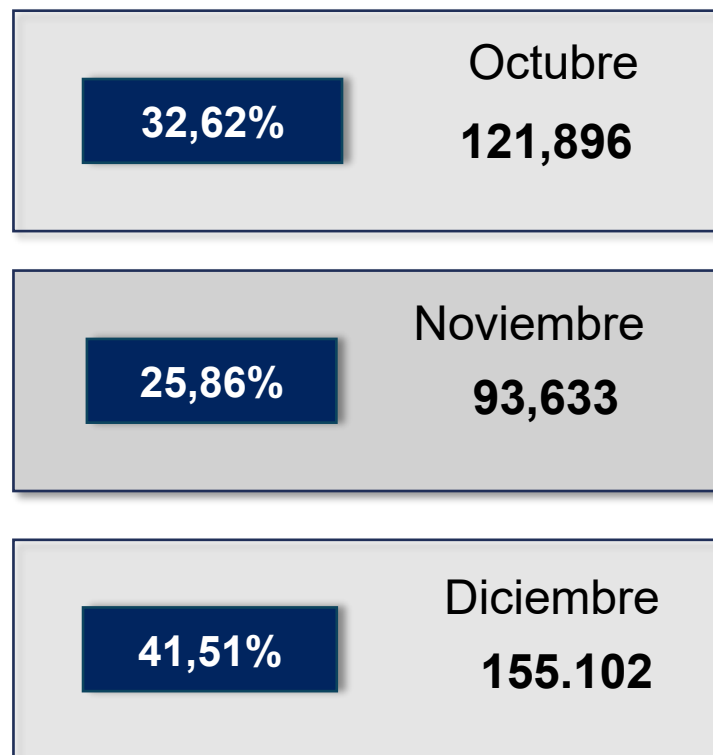 Octubre
32,62%
121,896
Noviembre
25,86%
93,633
Diciembre
41,51%
155.102